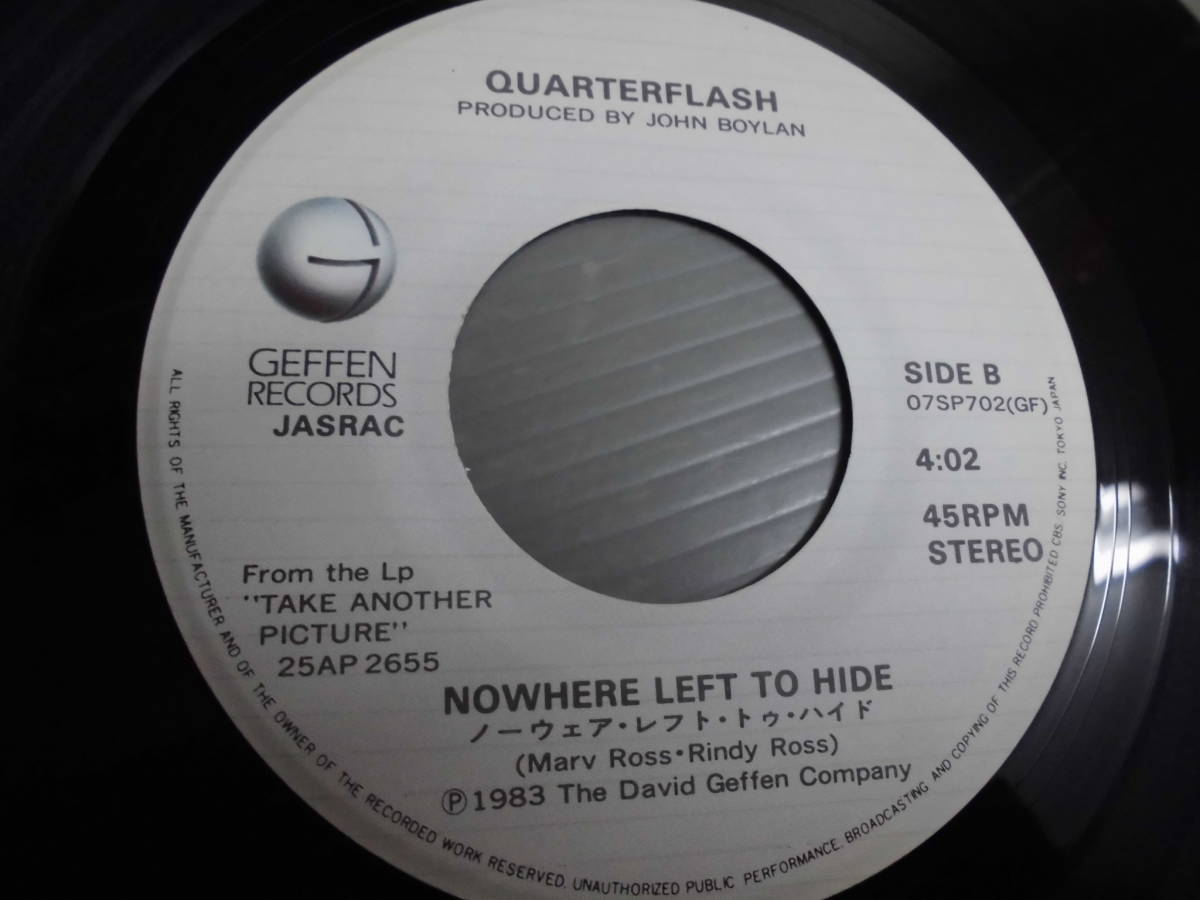 QUARTERFLASH
PRODUCED BY JOHN BOYLAN
GEFFEN
RECORDS
JASRAC
SIDE B
07SP702(GF)
4:02
45RPM
STEREO
From the Lp
"TAKE ANOTHER
PICTURE"
25AP 2655
NOWHERE LEFT TO HIDE
ノーウェア・レフト・トゥ・ハイド
(Marv Ross•Rindy Ross)
Ⓟ1983 The David Geffen Company
ALL RIGHTS OF THE MANUFACTURER AND OF THE OWNER OF THE RECORDED WORK RESERVED. UNAUTHORIZED PUBLIC PERFORMANCE. BROADCASTING AND COPYING OF THIS RECORD PROHIBITED CBS SONY INC. TOKYO JAPAN